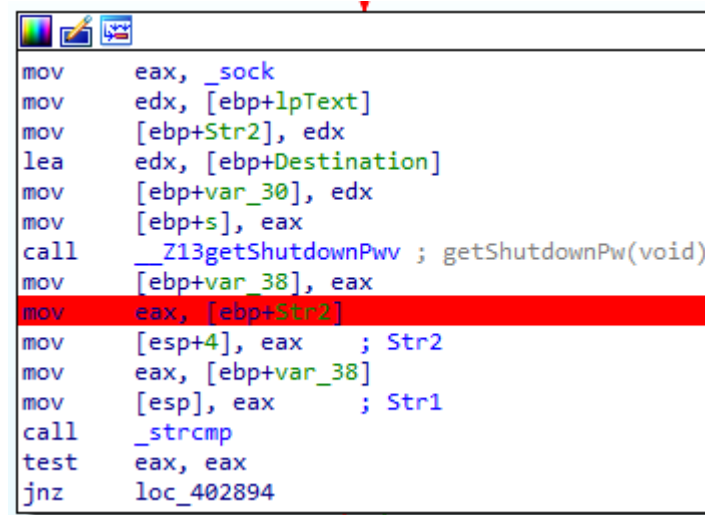 mov eax, _sock
mov edx, [ebp+lpText]
mov [ebp+Str2], edx
lea edx, [ebp+Destination]
mov [ebp+var_30], edx
mov [ebp+s], eax
call __Z13getShutdownPwv ; getShutdownPw(void)
mov [ebp+var_38], eax
mov eax, [ebp+Str2]
mov [esp+4], eax ; Str2
mov eax, [ebp+var_38]
mov [esp], eax ; Str1
call _strcmp
test eax, eax
jnz loc_402894